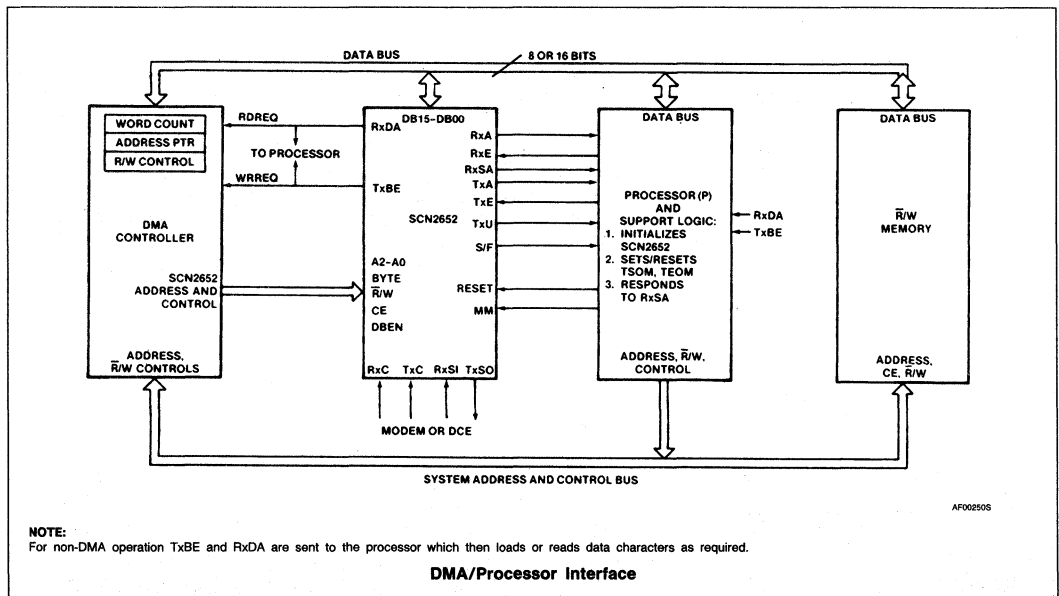 DATA BUS
8 OR 16 BITS
WORD COUNT
ADDRESS PTR
R̅/W CONTROL
DMA
CONTROLLER
SCN2652
ADDRESS AND
CONTROL
ADDRESS,
R̅/W CONTROLS
RDREQ
TO PROCESSOR
WRREQ
DB15-DB00
RxDA
TxBE
SCN2652
A2-A0
BYTE
R̅/W
CE
DBEN
RxA
RxE
RxSA
TxA
TxE
TxU
S/F
RESET
MM
RxC TxC RxSI TxSO
MODEM OR DCE
DATA BUS
PROCESSOR (P)
AND
SUPPORT LOGIC:
1. INITIALIZES
SCN2652
2. SETS/RESETS
TSOM, TEOM
3. RESPONDS
TO RxSA
ADDRESS, R̅/W,
CONTROL
RxDA
TxBE
DATA BUS
R̅/W
MEMORY
ADDRESS,
CE, R̅/W
SYSTEM ADDRESS AND CONTROL BUS
AF00250S
NOTE:
For non-DMA operation TxBE and RxDA are sent to the processor which then loads or reads data characters as required.
DMA/Processor Interface